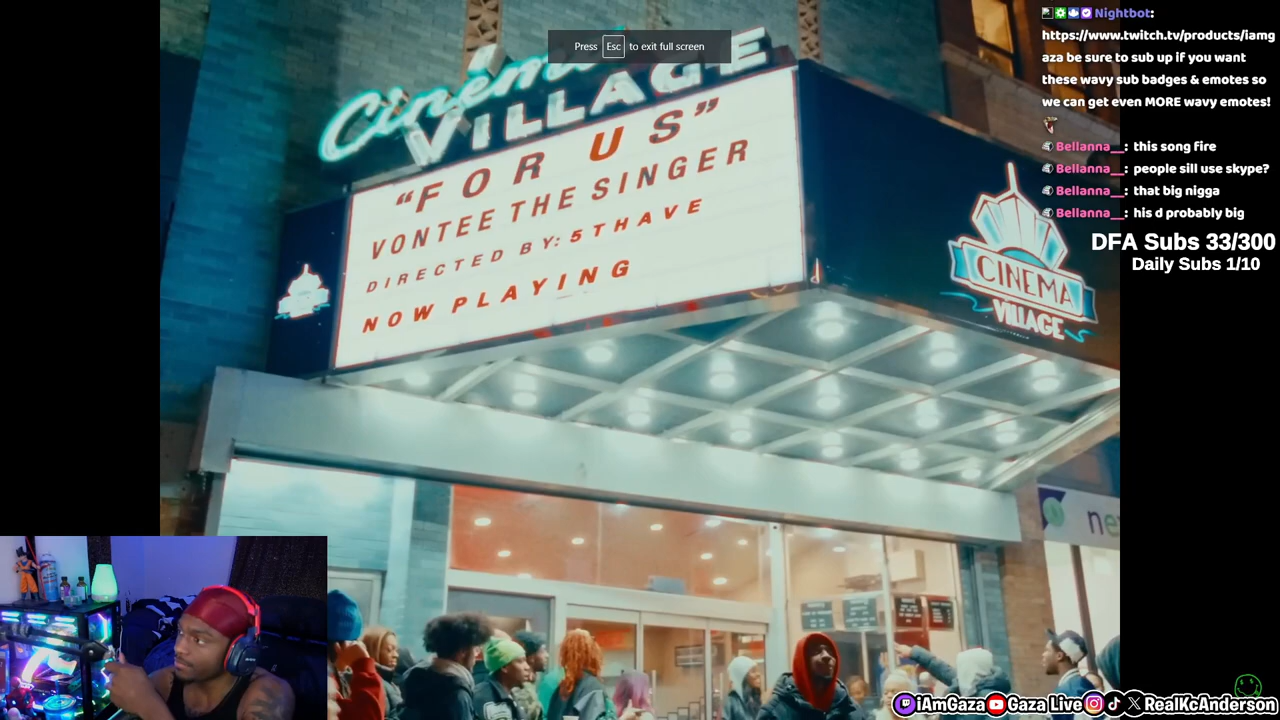 Press Esc to exit full screen
Cinema
VILLAGE
"FOR US"
VONTEE THE SINGER
DIRECTED BY: 5THAVE
NOW PLAYING
CINEMA
VILLAGE
ne
Nightbot:
https://www.twitch.tv/products/iamg
aza be sure to sub up if you want
these wavy sub badges & emotes so
we can get even MORE wavy emotes!
Bellanna__: this song fire
Bellanna__: people sill use skype?
Bellanna__: that big nigga
Bellanna__: his d probably big
DFA Subs 33/300
Daily Subs 1/10
iAmGaza Gaza Live RealKcAnderson